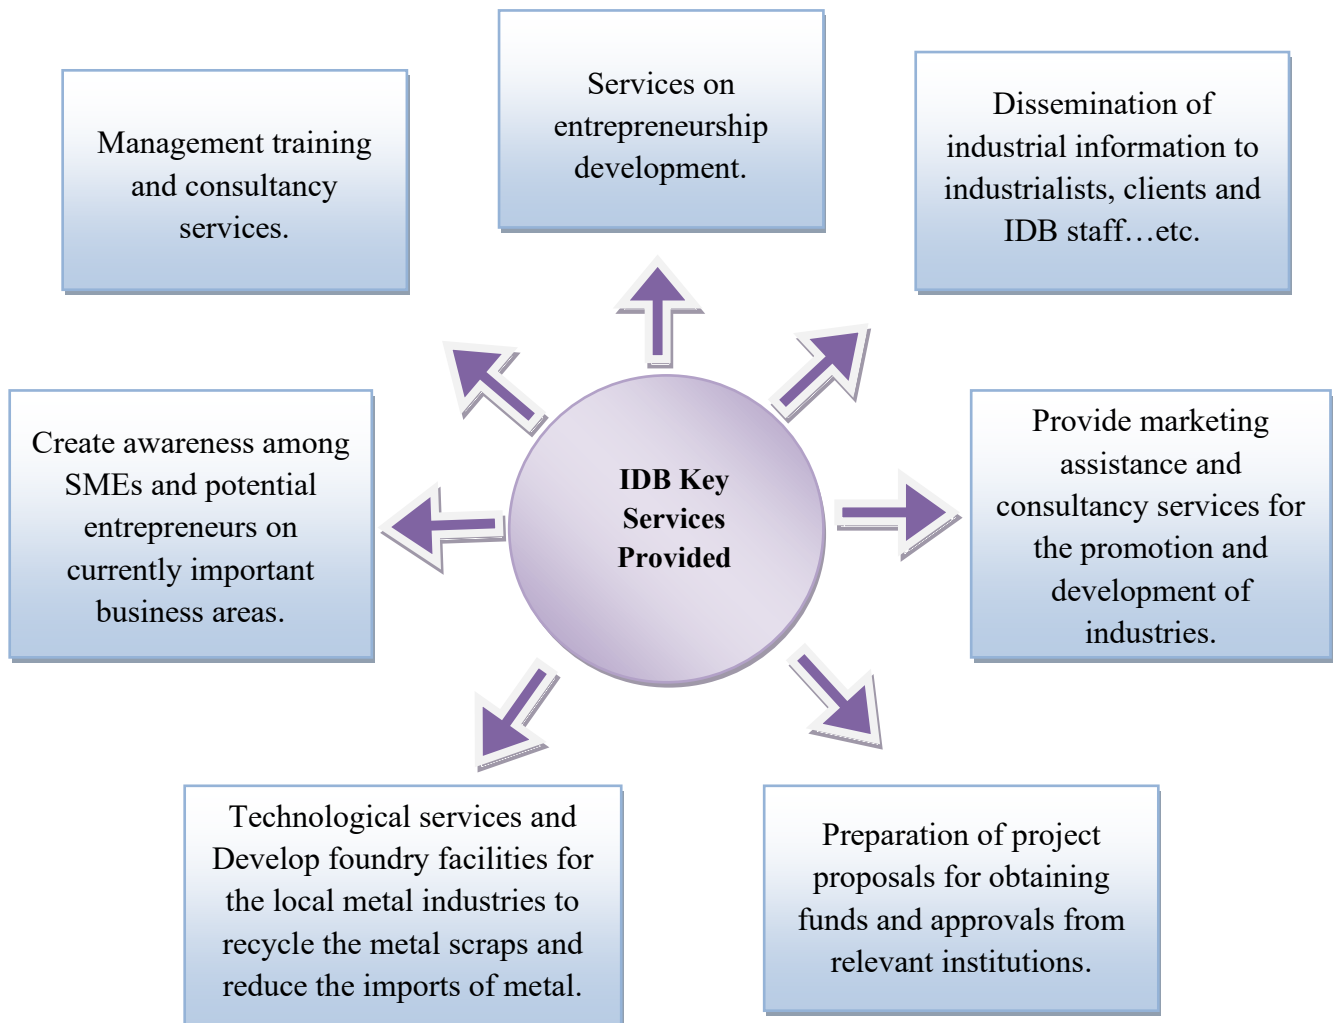 Services on
entrepreneurship
development.
Management training
and consultancy
services.
Dissemination of
industrial information to
industrialists, clients and
IDB staff…etc.
Create awareness among
SMEs and potential
entrepreneurs on
currently important
business areas.
IDB Key
Services
Provided
Provide marketing
assistance and
consultancy services for
the promotion and
development of
industries.
Technological services and
Develop foundry facilities for
the local metal industries to
recycle the metal scraps and
reduce the imports of metal.
Preparation of project
proposals for obtaining
funds and approvals from
relevant institutions.